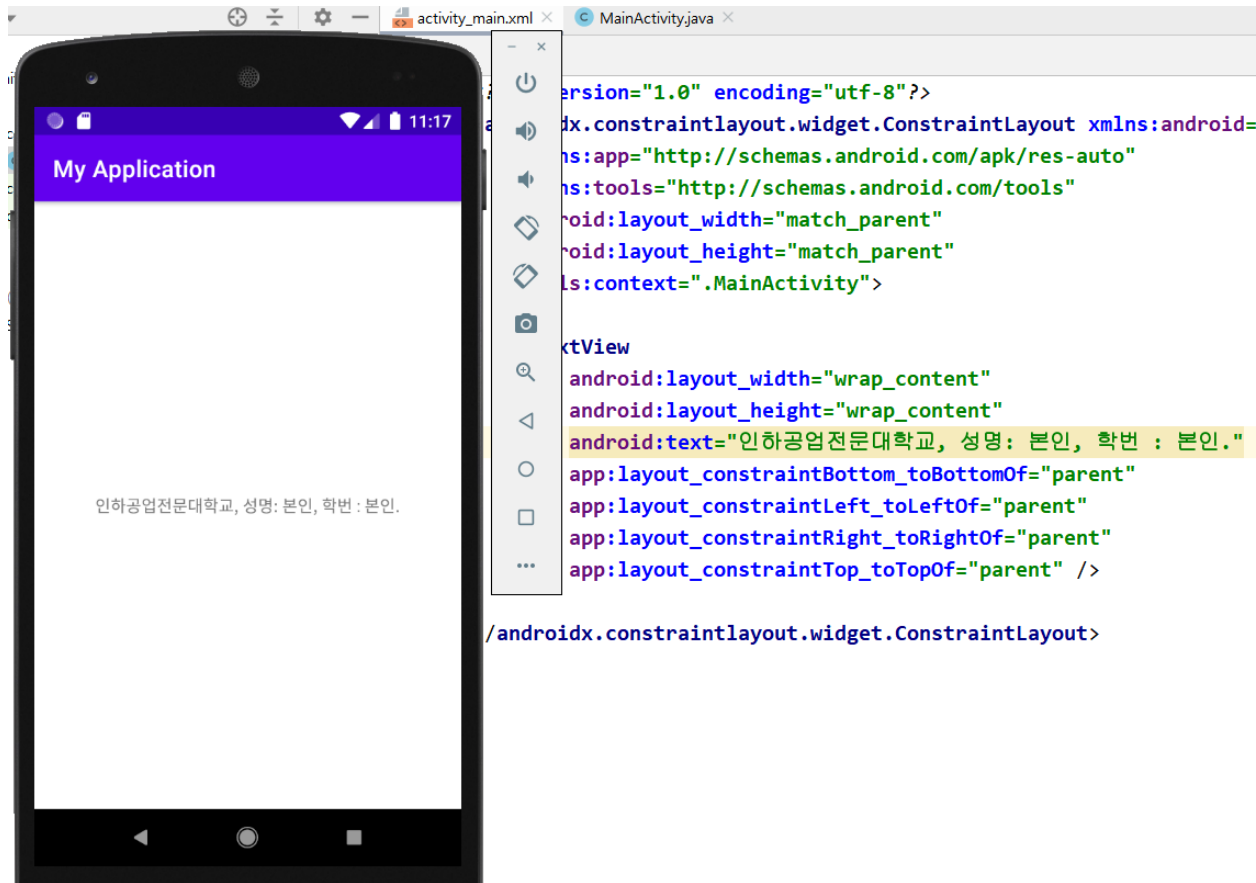 activity_main.xml
MainActivity.java
11:17
My Application
인하공업전문대학교, 성명: 본인, 학번 : 본인.
ersion="1.0" encoding="utf-8"?>
dx.constraintlayout.widget.ConstraintLayout xmlns:android=
ns:app="http://schemas.android.com/apk/res-auto"
ns:tools="http://schemas.android.com/tools"
roid:layout_width="match_parent"
roid:layout_height="match_parent"
ls:context=".MainActivity">
xtView
android:layout_width="wrap_content"
android:layout_height="wrap_content"
android:text="인하공업전문대학교, 성명: 본인, 학번 : 본인."
app:layout_constraintBottom_toBottomOf="parent"
app:layout_constraintLeft_toLeftOf="parent"
app:layout_constraintRight_toRightOf="parent"
app:layout_constraintTop_toTopOf="parent" />
/androidx.constraintlayout.widget.ConstraintLayout>